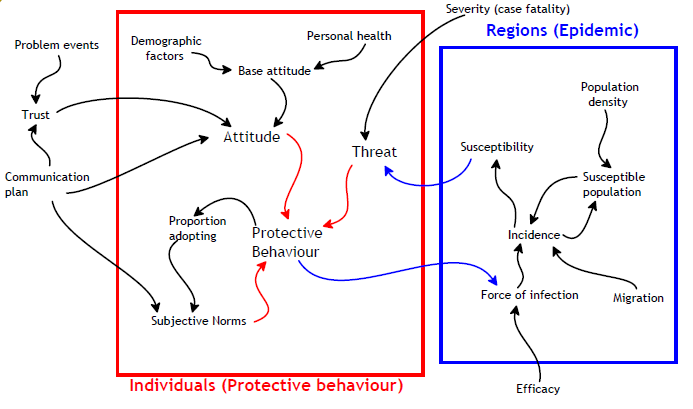 Severity (case fatality)
Problem events
Demographic
factors
Personal health
Regions (Epidemic)
Base attitude
Population
density
Trust
Attitude
Threat
Susceptibility
Communication
plan
Susceptible
population
Proportion
adopting
Protective
Behaviour
Incidence
Force of infection
Migration
Subjective Norms
Individuals (Protective behaviour)
Efficacy